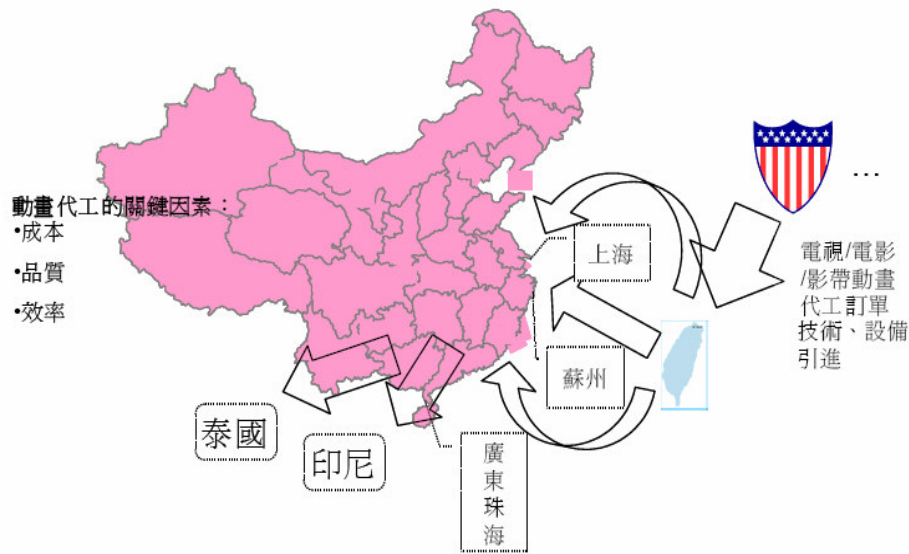 動畫代工的關鍵因素：
•成本
•品質
•效率
上海
蘇州
廣
東
珠
海
泰國
印尼
...
電視/電影
/影帶動畫
代工訂單
技術、設備
引進